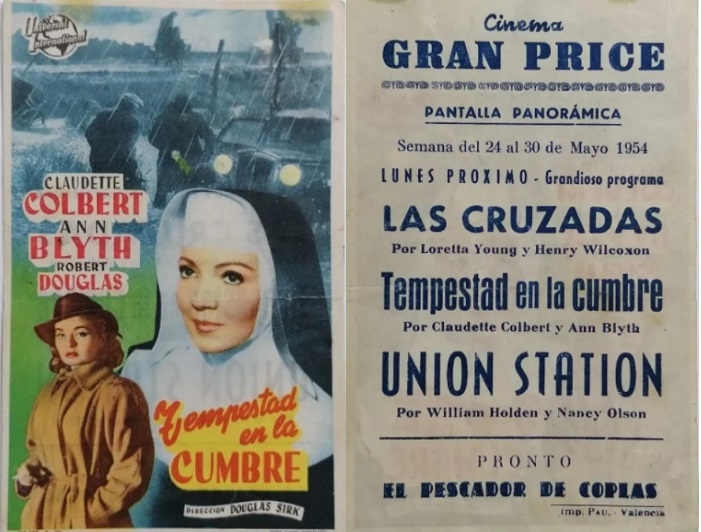 Universal
International
CLAUDETTE
COLBERT
ANN
BLYTH
ROBERT
DOUGLAS
Tempestad
en la
CUMBRE
DIRECCION DOUGLAS SIRK
Cinema
GRAN PRICE
PANTALLA PANORÁMICA
Semana del 24 al 30 de Mayo 1954
LUNES PROXIMO - Grandioso programa
LAS CRUZADAS
Por Loretta Young y Henry Wilcoxon
Tempestad en la cumbre
Por Claudette Colbert y Ann Blyth
UNION STATION
Por William Holden y Nancy Olson
PRONTO
EL PESCADOR DE COPLAS
Imp. PAU. - Valencia